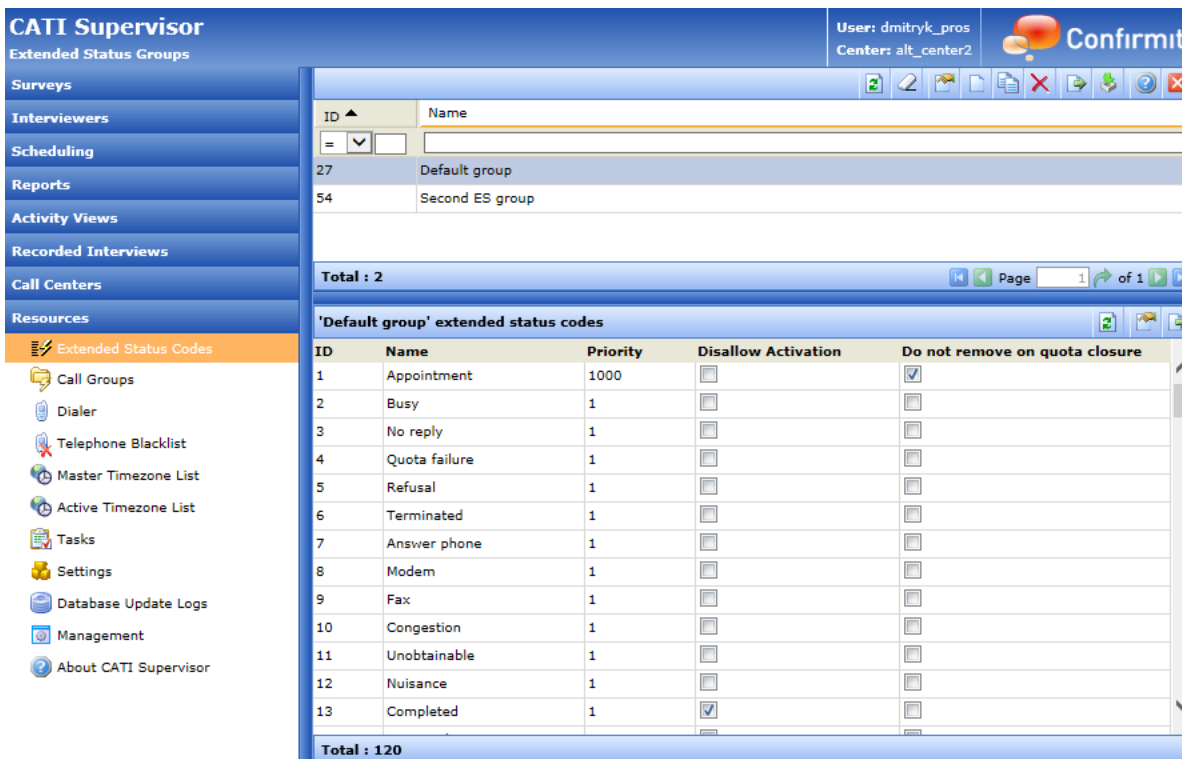 CATI Supervisor
Extended Status Groups
User: dmitryk_pros
Center: alt_center2
Confirmit
Surveys
Interviewers
Scheduling
Reports
Activity Views
Recorded Interviews
Call Centers
Resources
Extended Status Codes
Call Groups
Dialer
Telephone Blacklist
Master Timezone List
Active Timezone List
Tasks
Settings
Database Update Logs
Management
About CATI Supervisor
ID Name
=
27 Default group
54 Second ES group
Total : 2
Page 1 of 1
'Default group' extended status codes
ID Name Priority Disallow Activation Do not remove on quota closure
1 Appointment 1000
2 Busy 1
3 No reply 1
4 Quota failure 1
5 Refusal 1
6 Terminated 1
7 Answer phone 1
8 Modem 1
9 Fax 1
10 Congestion 1
11 Unobtainable 1
12 Nuisance 1
13 Completed 1
Total : 120